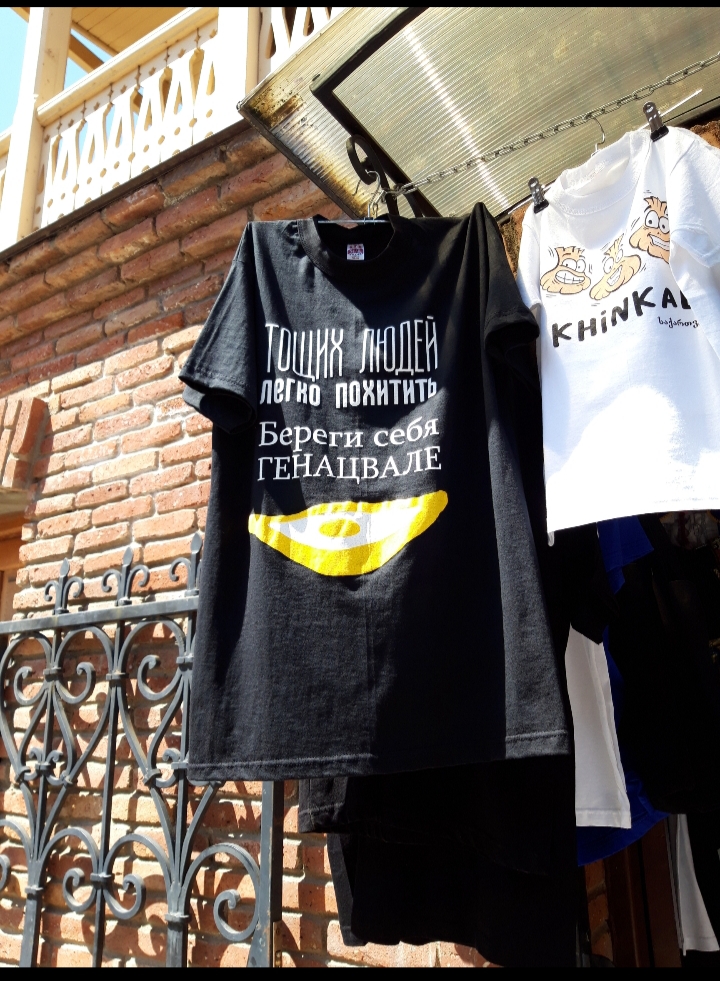 ТОЩИХ ЛЮДЕЙ
ЛЕГКО ПОХИТИТЬ
Береги себя
ГЕНАЦВАЛЕ
KHiNKAL